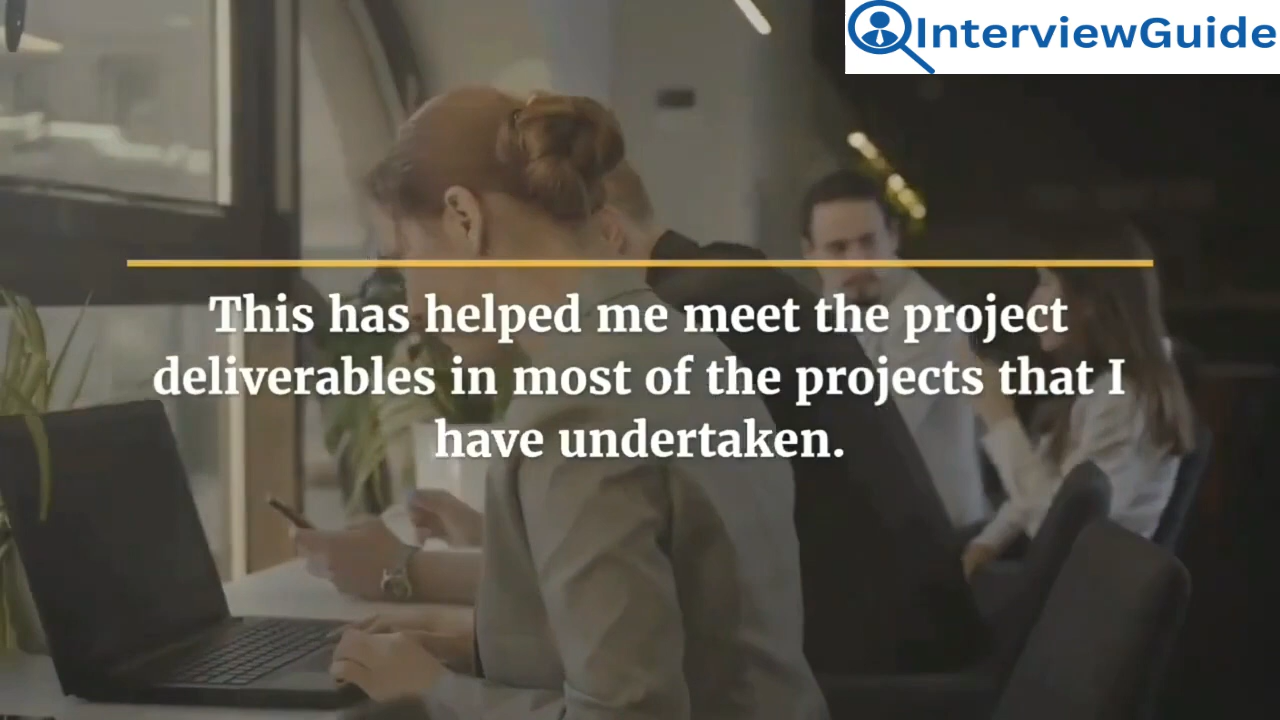 InterviewGuide
This has helped me meet the project
deliverables in most of the projects that I
have undertaken.